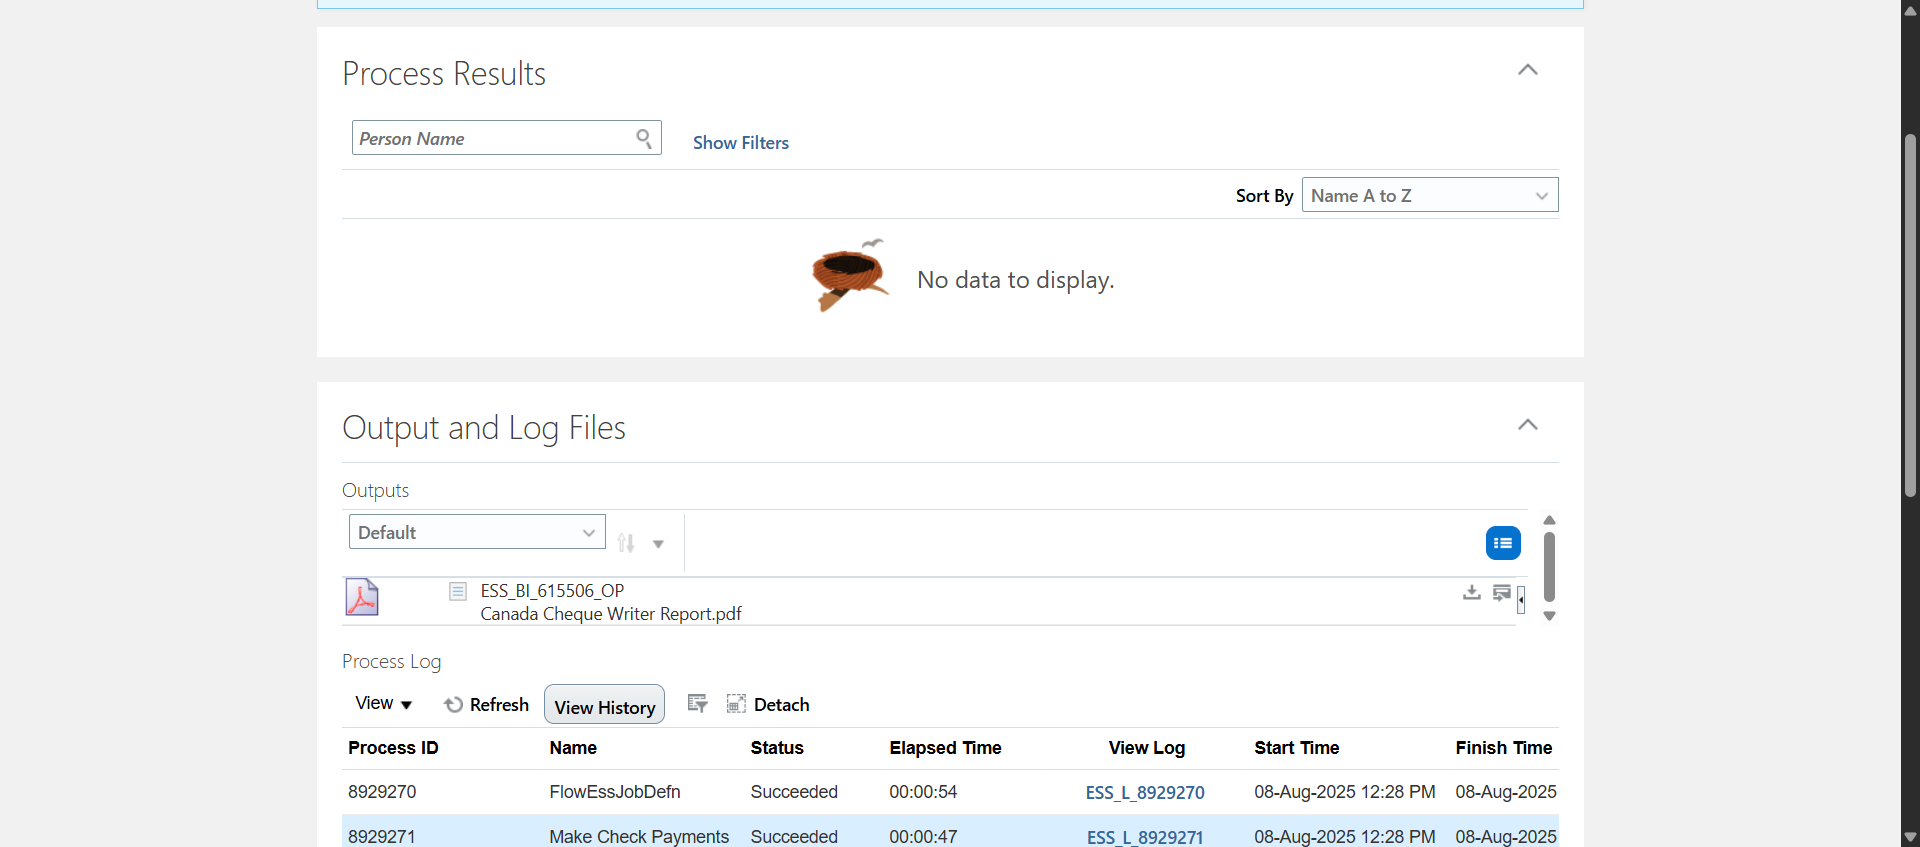 Process Results
Person Name
Show Filters
Sort By Name A to Z
No data to display.
Output and Log Files
Outputs
Default
ESS_BI_615506_OP
Canada Cheque Writer Report.pdf
Process Log
View Refresh View History Detach
Process ID Name Status Elapsed Time View Log Start Time Finish Time
8929270 FlowEssJobDefn Succeeded 00:00:54 ESS_L_8929270 08-Aug-2025 12:28 PM 08-Aug-2025
8929271 Make Check Payments Succeeded 00:00:47 ESS_L_8929271 08-Aug-2025 12:28 PM 08-Aug-2025